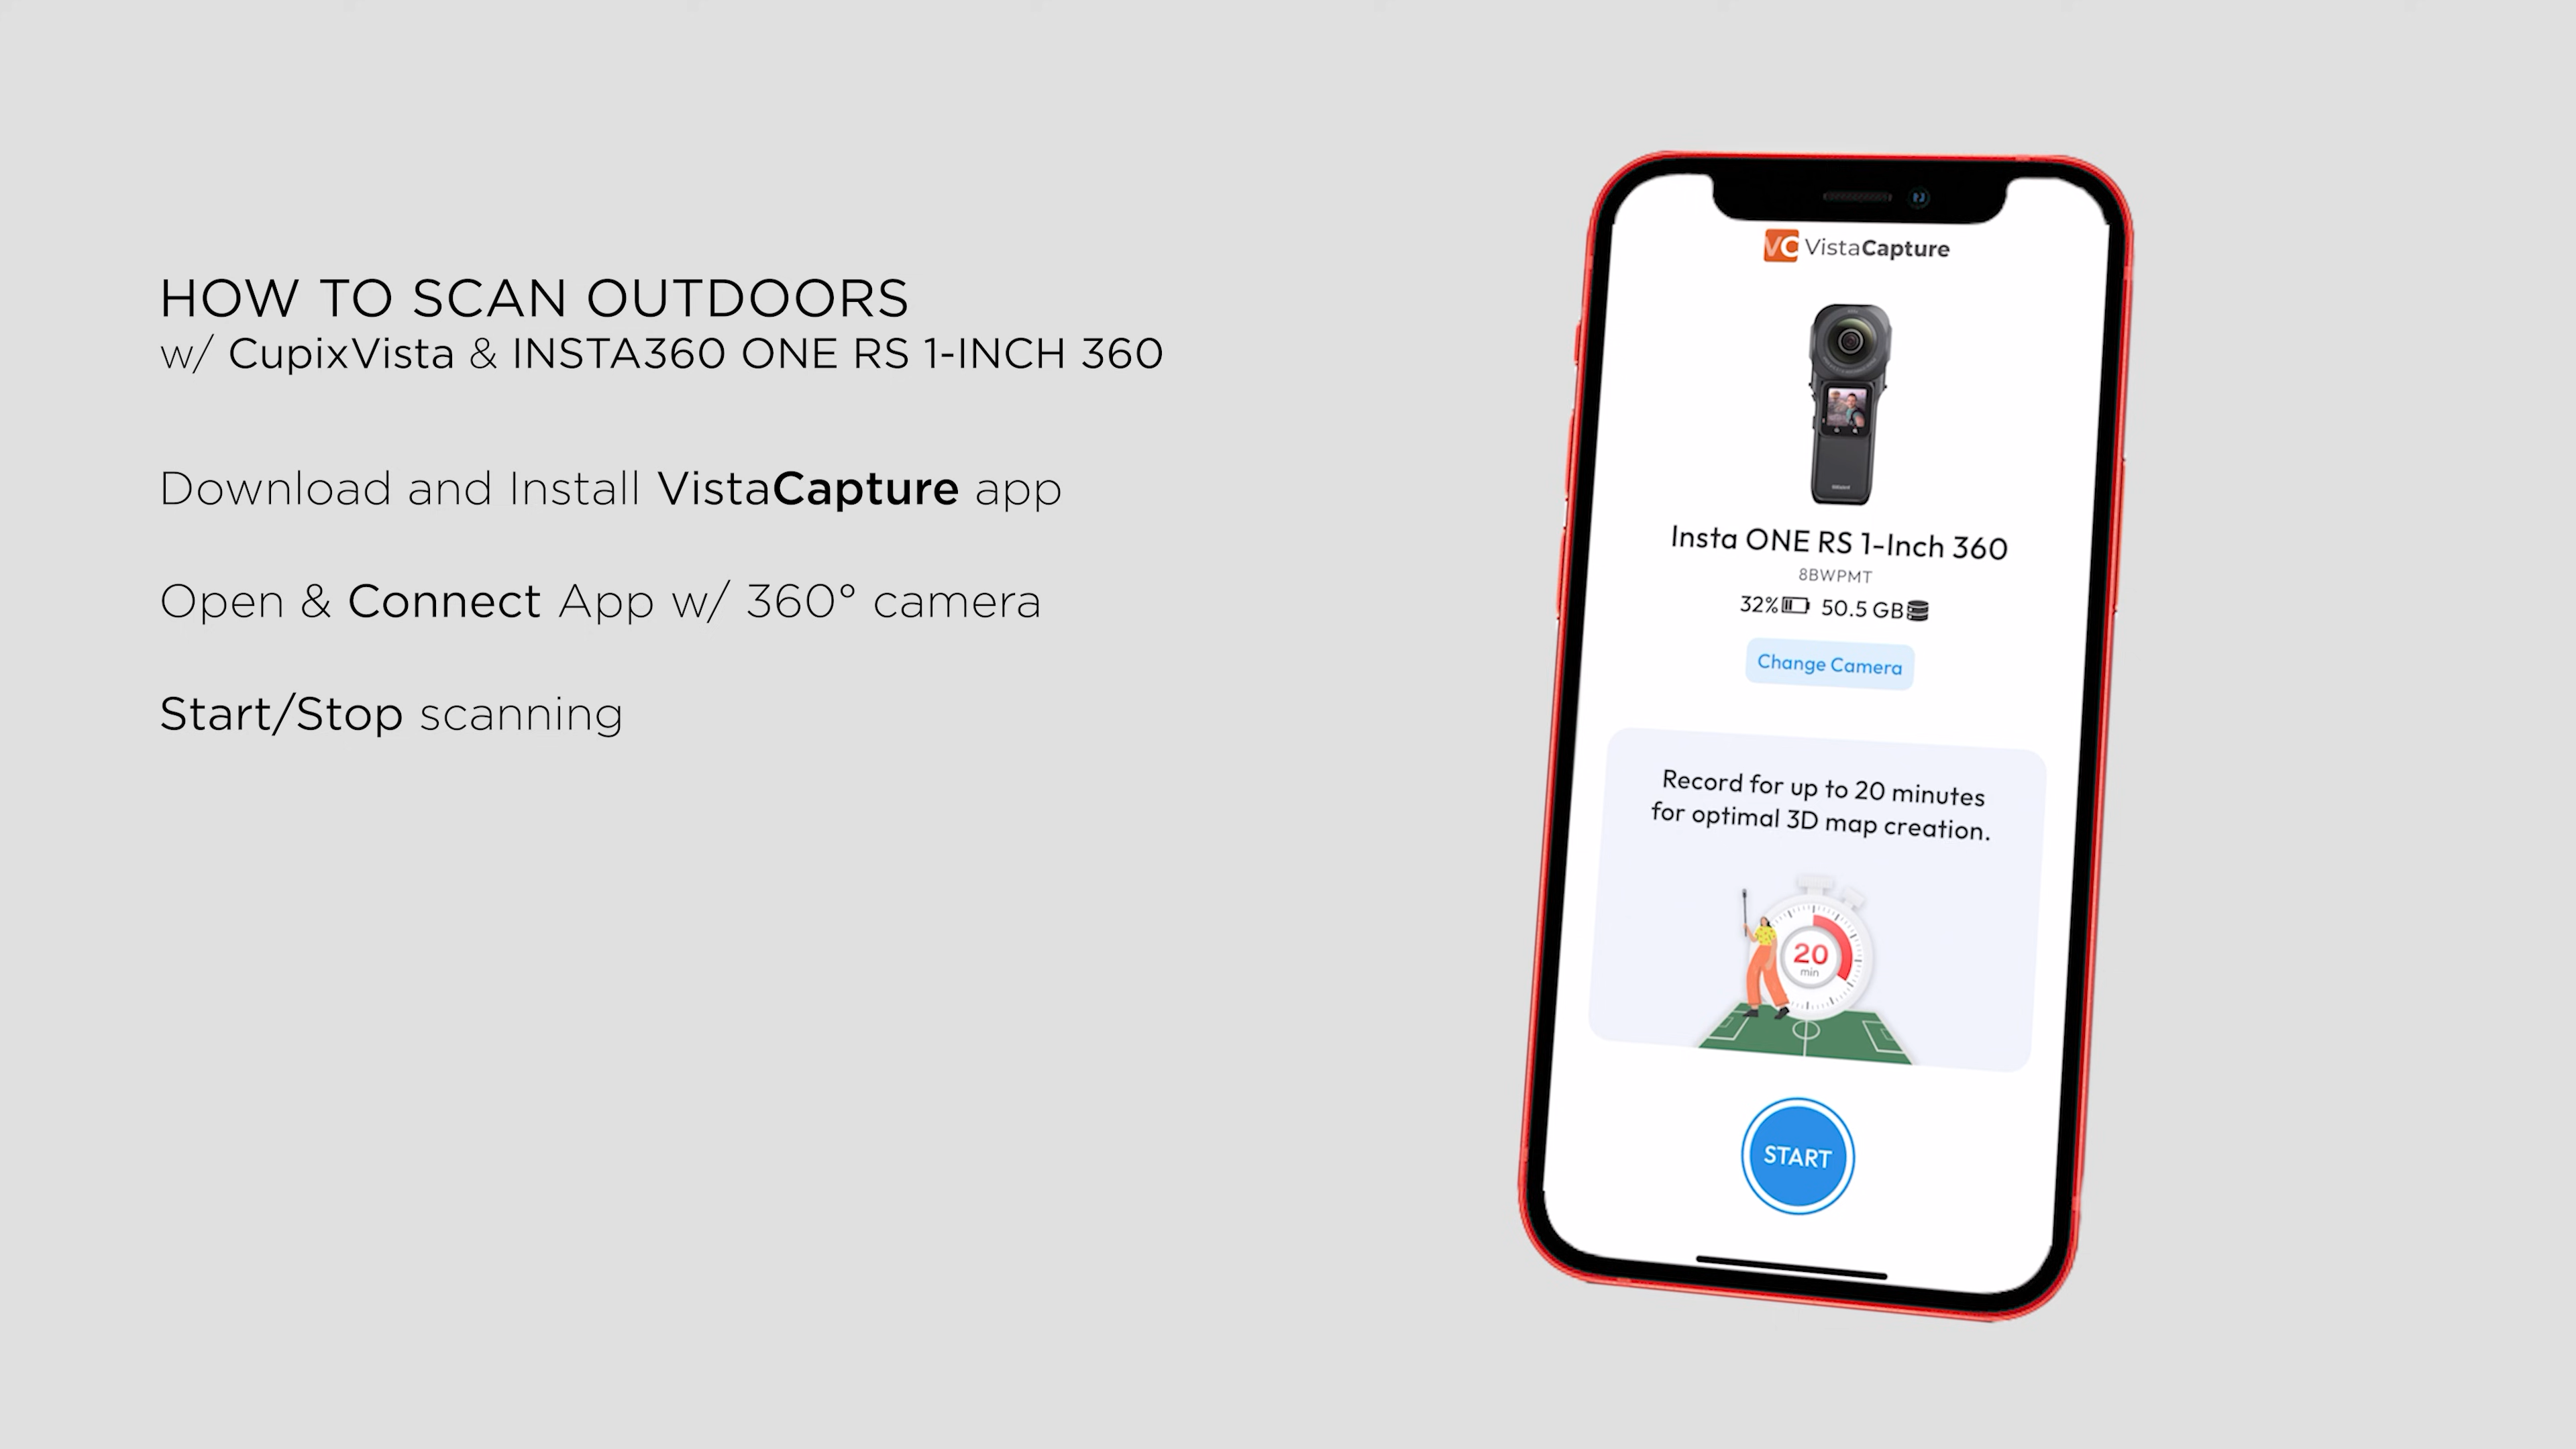 HOW TO SCAN OUTDOORS
w/ CupixVista & INSTA360 ONE RS 1-INCH 360
Download and Install VistaCapture app
Open & Connect App w/ 360° camera
Start/Stop scanning
VC VistaCapture
Insta ONE RS 1-Inch 360
8BWPMT
32% 50.5 GB
Change Camera
Record for up to 20 minutes
for optimal 3D map creation.
20
min
START